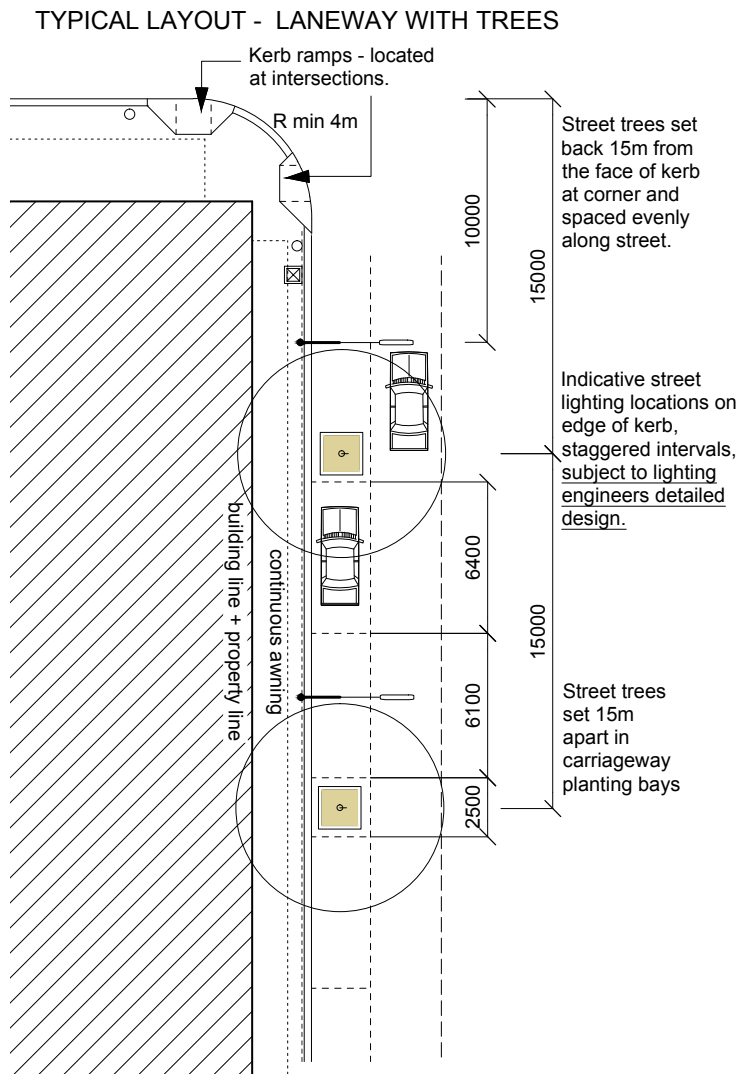 TYPICAL LAYOUT - LANEWAY WITH TREES
Kerb ramps - located
at intersections.
R min 4m
Street trees set
back 15m from
the face of kerb
at corner and
spaced evenly
along street.
10000
15000
Indicative street
lighting locations on
edge of kerb,
staggered intervals,
subject to lighting
engineers detailed
design.
building line + property line
continuous awning
6400
15000
6100
Street trees
set 15m
apart in
carriageway
planting bays
2500